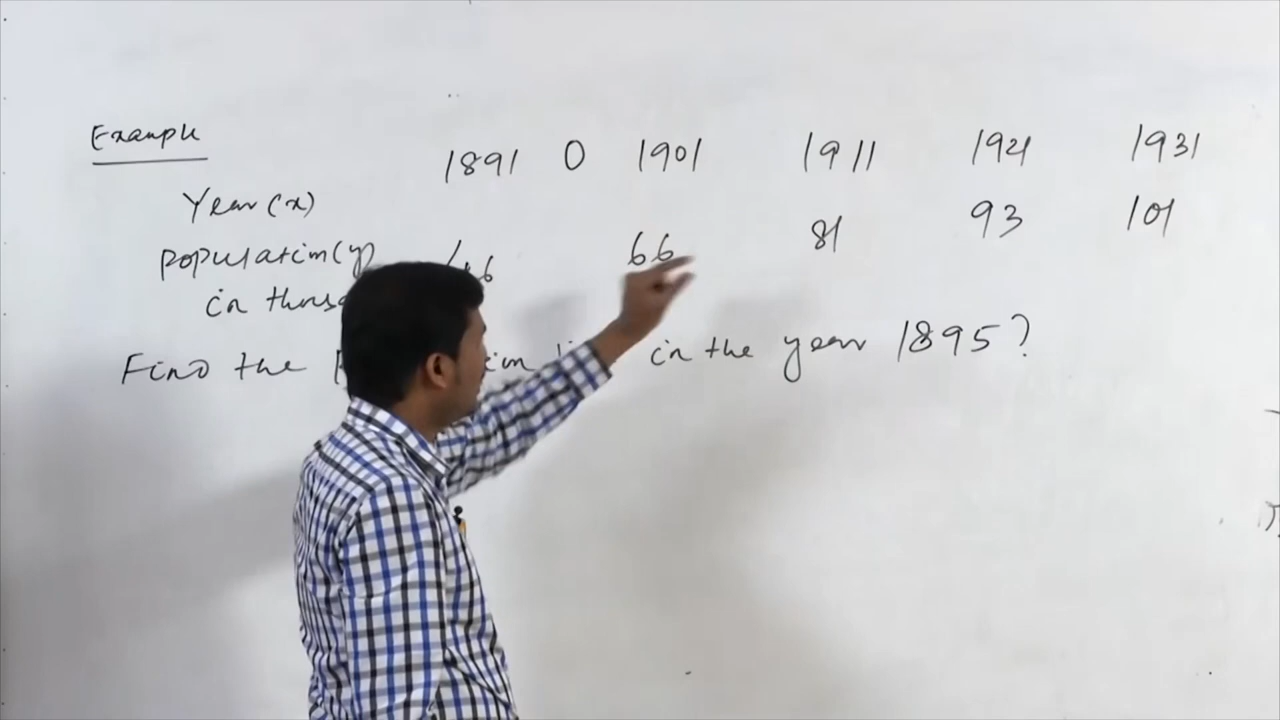 Example
Year (x) 1891 0 1901 1911 1921 1931
population (y) 66 81 93 101
in
Find the in the year 1895?